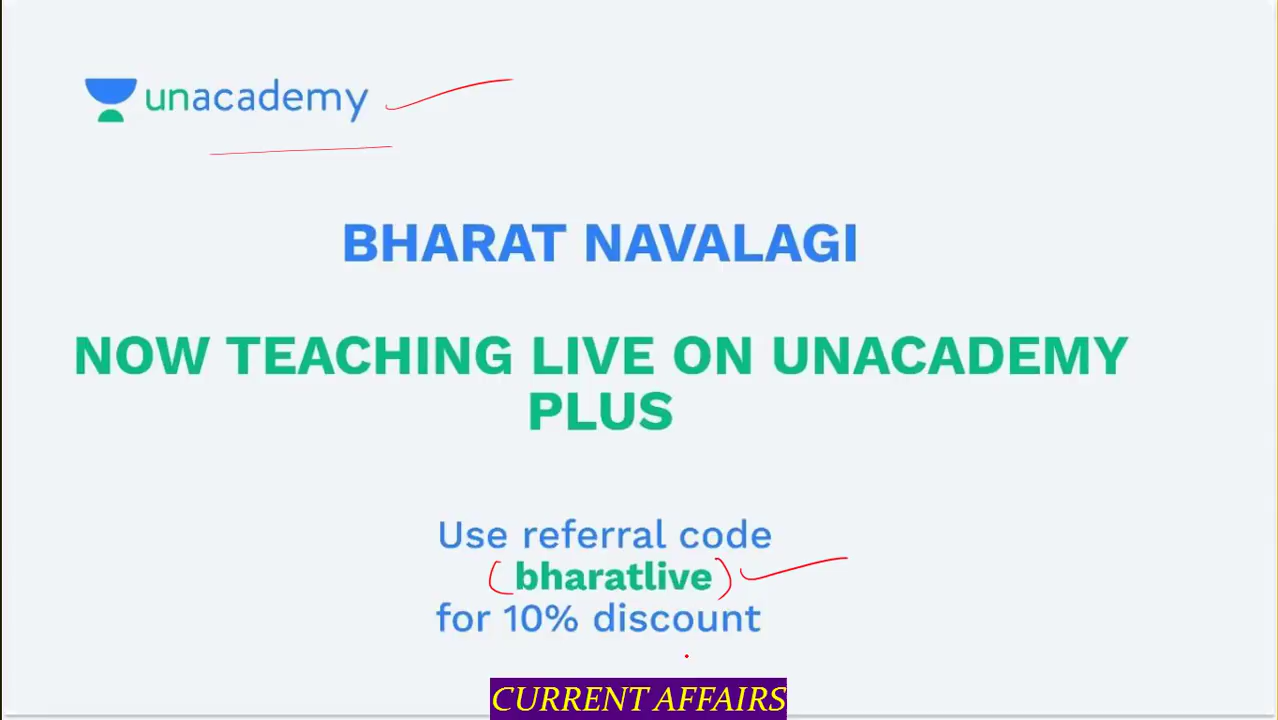 unacademy
BHARAT NAVALAGI
NOW TEACHING LIVE ON UNACADEMY
PLUS
Use referral code
bharatlive
for 10% discount
CURRENT AFFAIRS